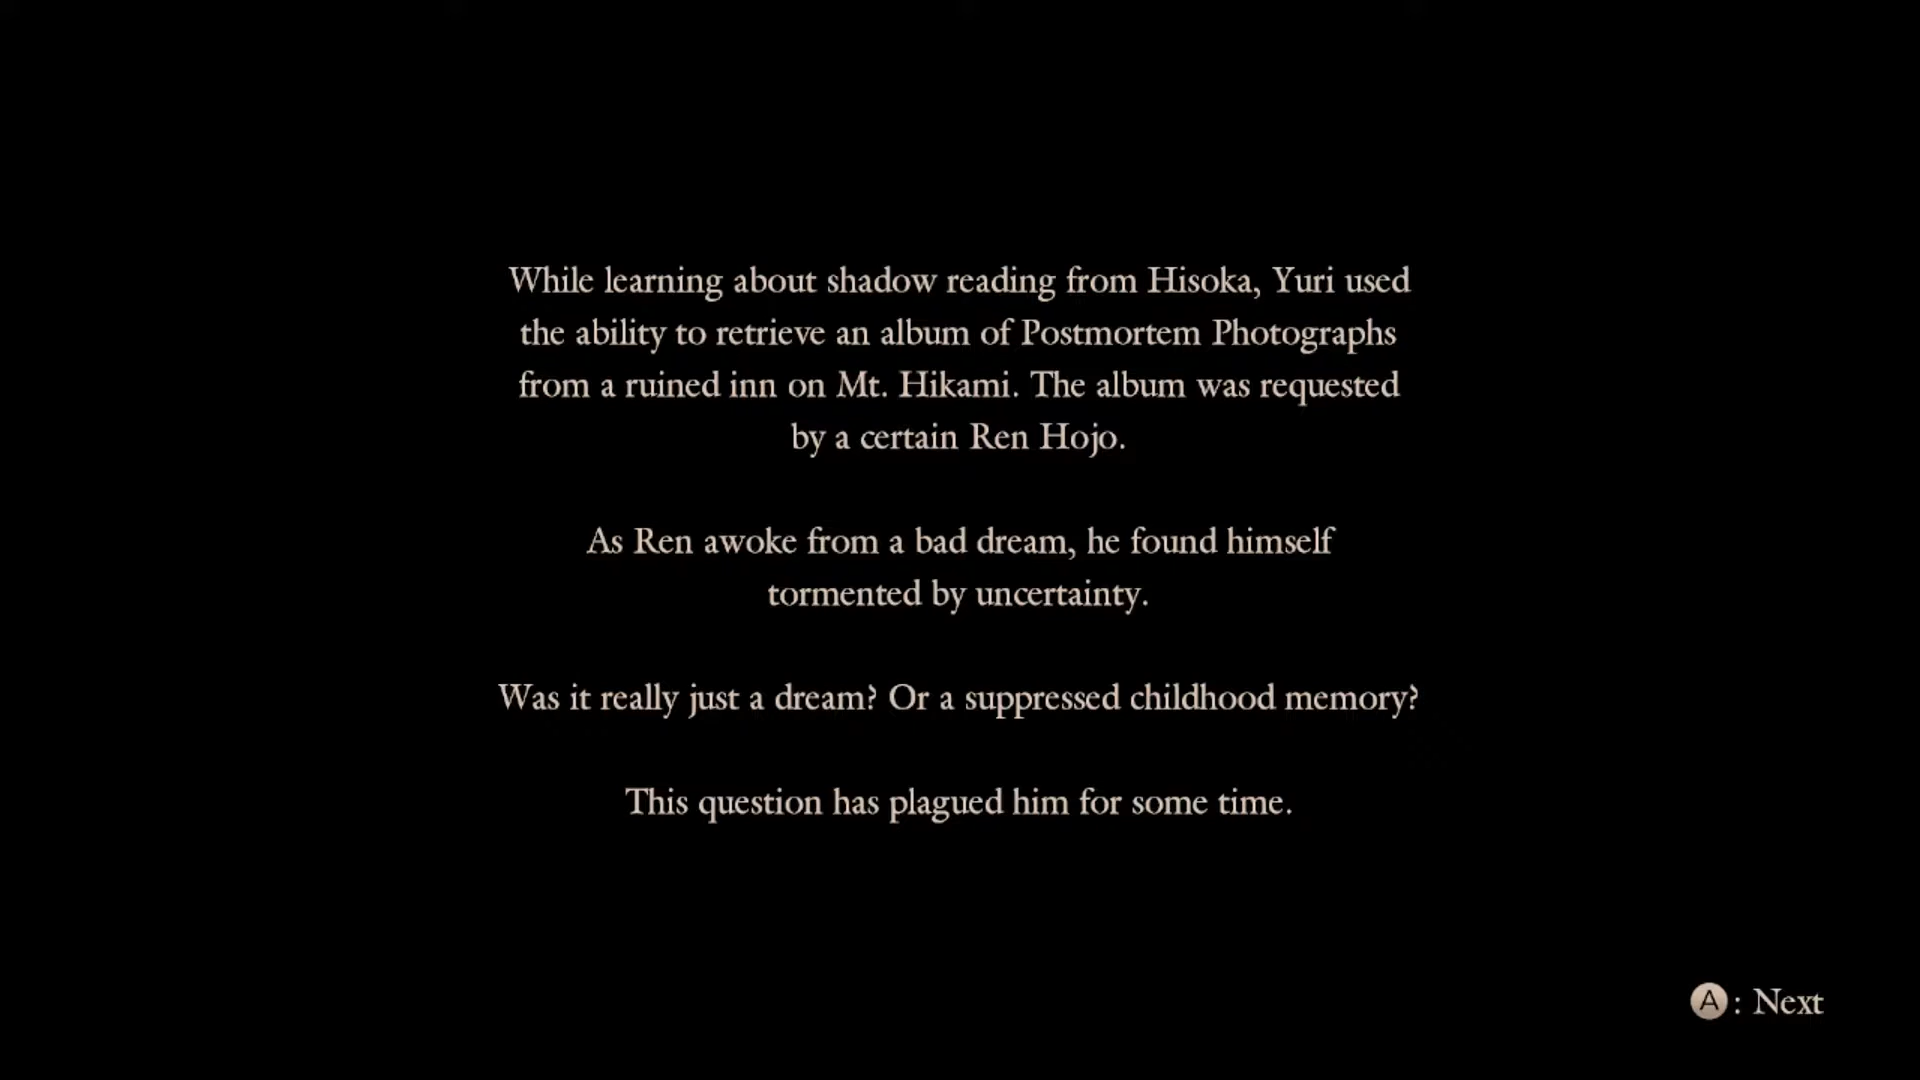 While learning about shadow reading from Hisoka, Yuri used
the ability to retrieve an album of Postmortem Photographs
from a ruined inn on Mt. Hikami. The album was requested
by a certain Ren Hojo.
As Ren awoke from a bad dream, he found himself
tormented by uncertainty.
Was it really just a dream? Or a suppressed childhood memory?
This question has plagued him for some time.
A : Next